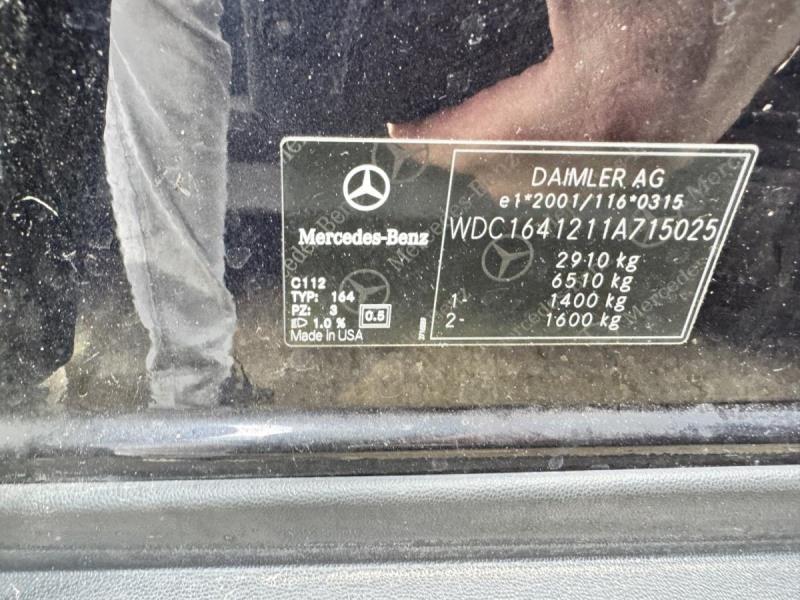 Mercedes-Benz
C112
TYP: 164
PZ: 3
1.0 %
0.5
Made in USA
DAIMLER AG
e1*2001/116*0315
WDC1641211A715025
2910 kg
6510 kg
1- 1400 kg
2- 1600 kg